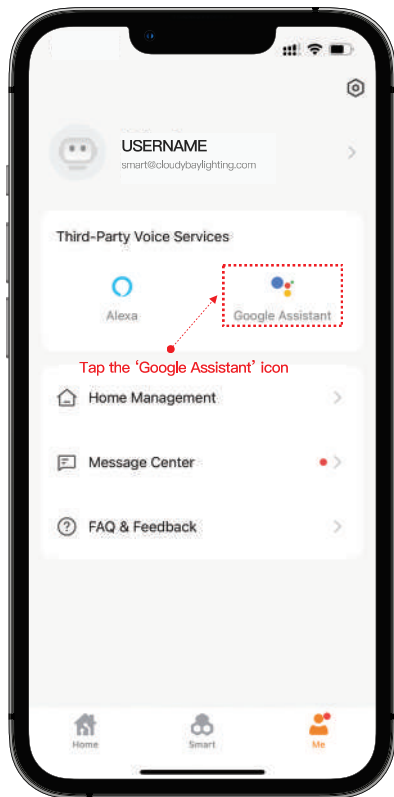 USERNAME
smart@cloudybaylighting.com
Third-Party Voice Services
Alexa
Google Assistant
Tap the ‘Google Assistant’ icon
Home Management
Message Center
FAQ & Feedback
Home
Smart
Me